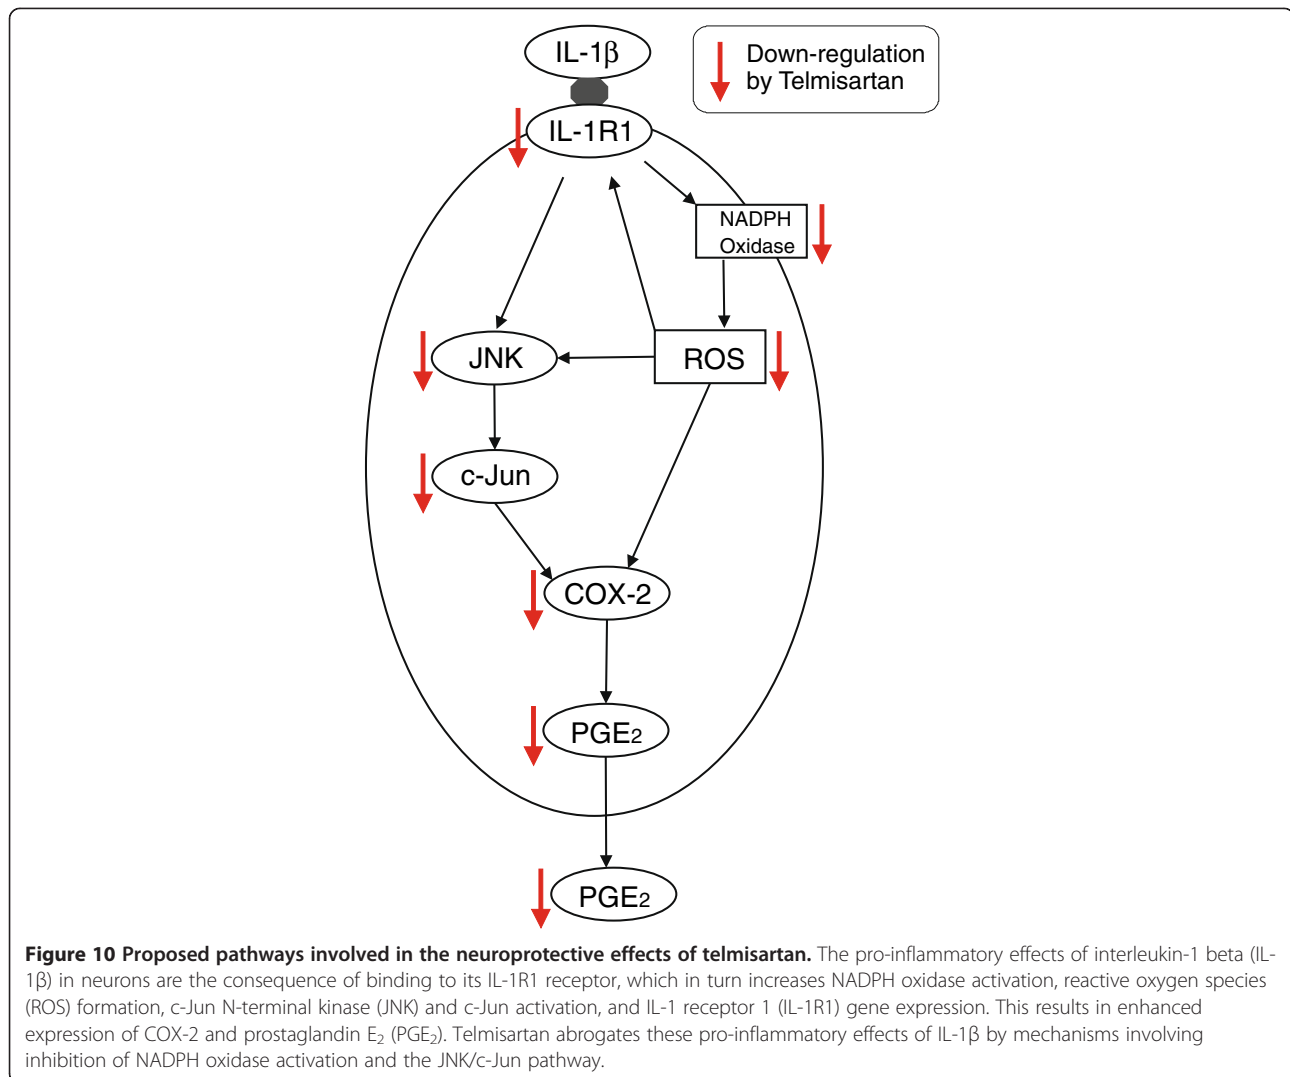 IL-1β
Down-regulation
by Telmisartan
IL-1R1
NADPH
Oxidase
JNK
ROS
c-Jun
COX-2
PGE₂
PGE₂
Figure 10 Proposed pathways involved in the neuroprotective effects of telmisartan. The pro-inflammatory effects of interleukin-1 beta (IL-
1β) in neurons are the consequence of binding to its IL-1R1 receptor, which in turn increases NADPH oxidase activation, reactive oxygen species
(ROS) formation, c-Jun N-terminal kinase (JNK) and c-Jun activation, and IL-1 receptor 1 (IL-1R1) gene expression. This results in enhanced
expression of COX-2 and prostaglandin E₂ (PGE₂). Telmisartan abrogates these pro-inflammatory effects of IL-1β by mechanisms involving
inhibition of NADPH oxidase activation and the JNK/c-Jun pathway.